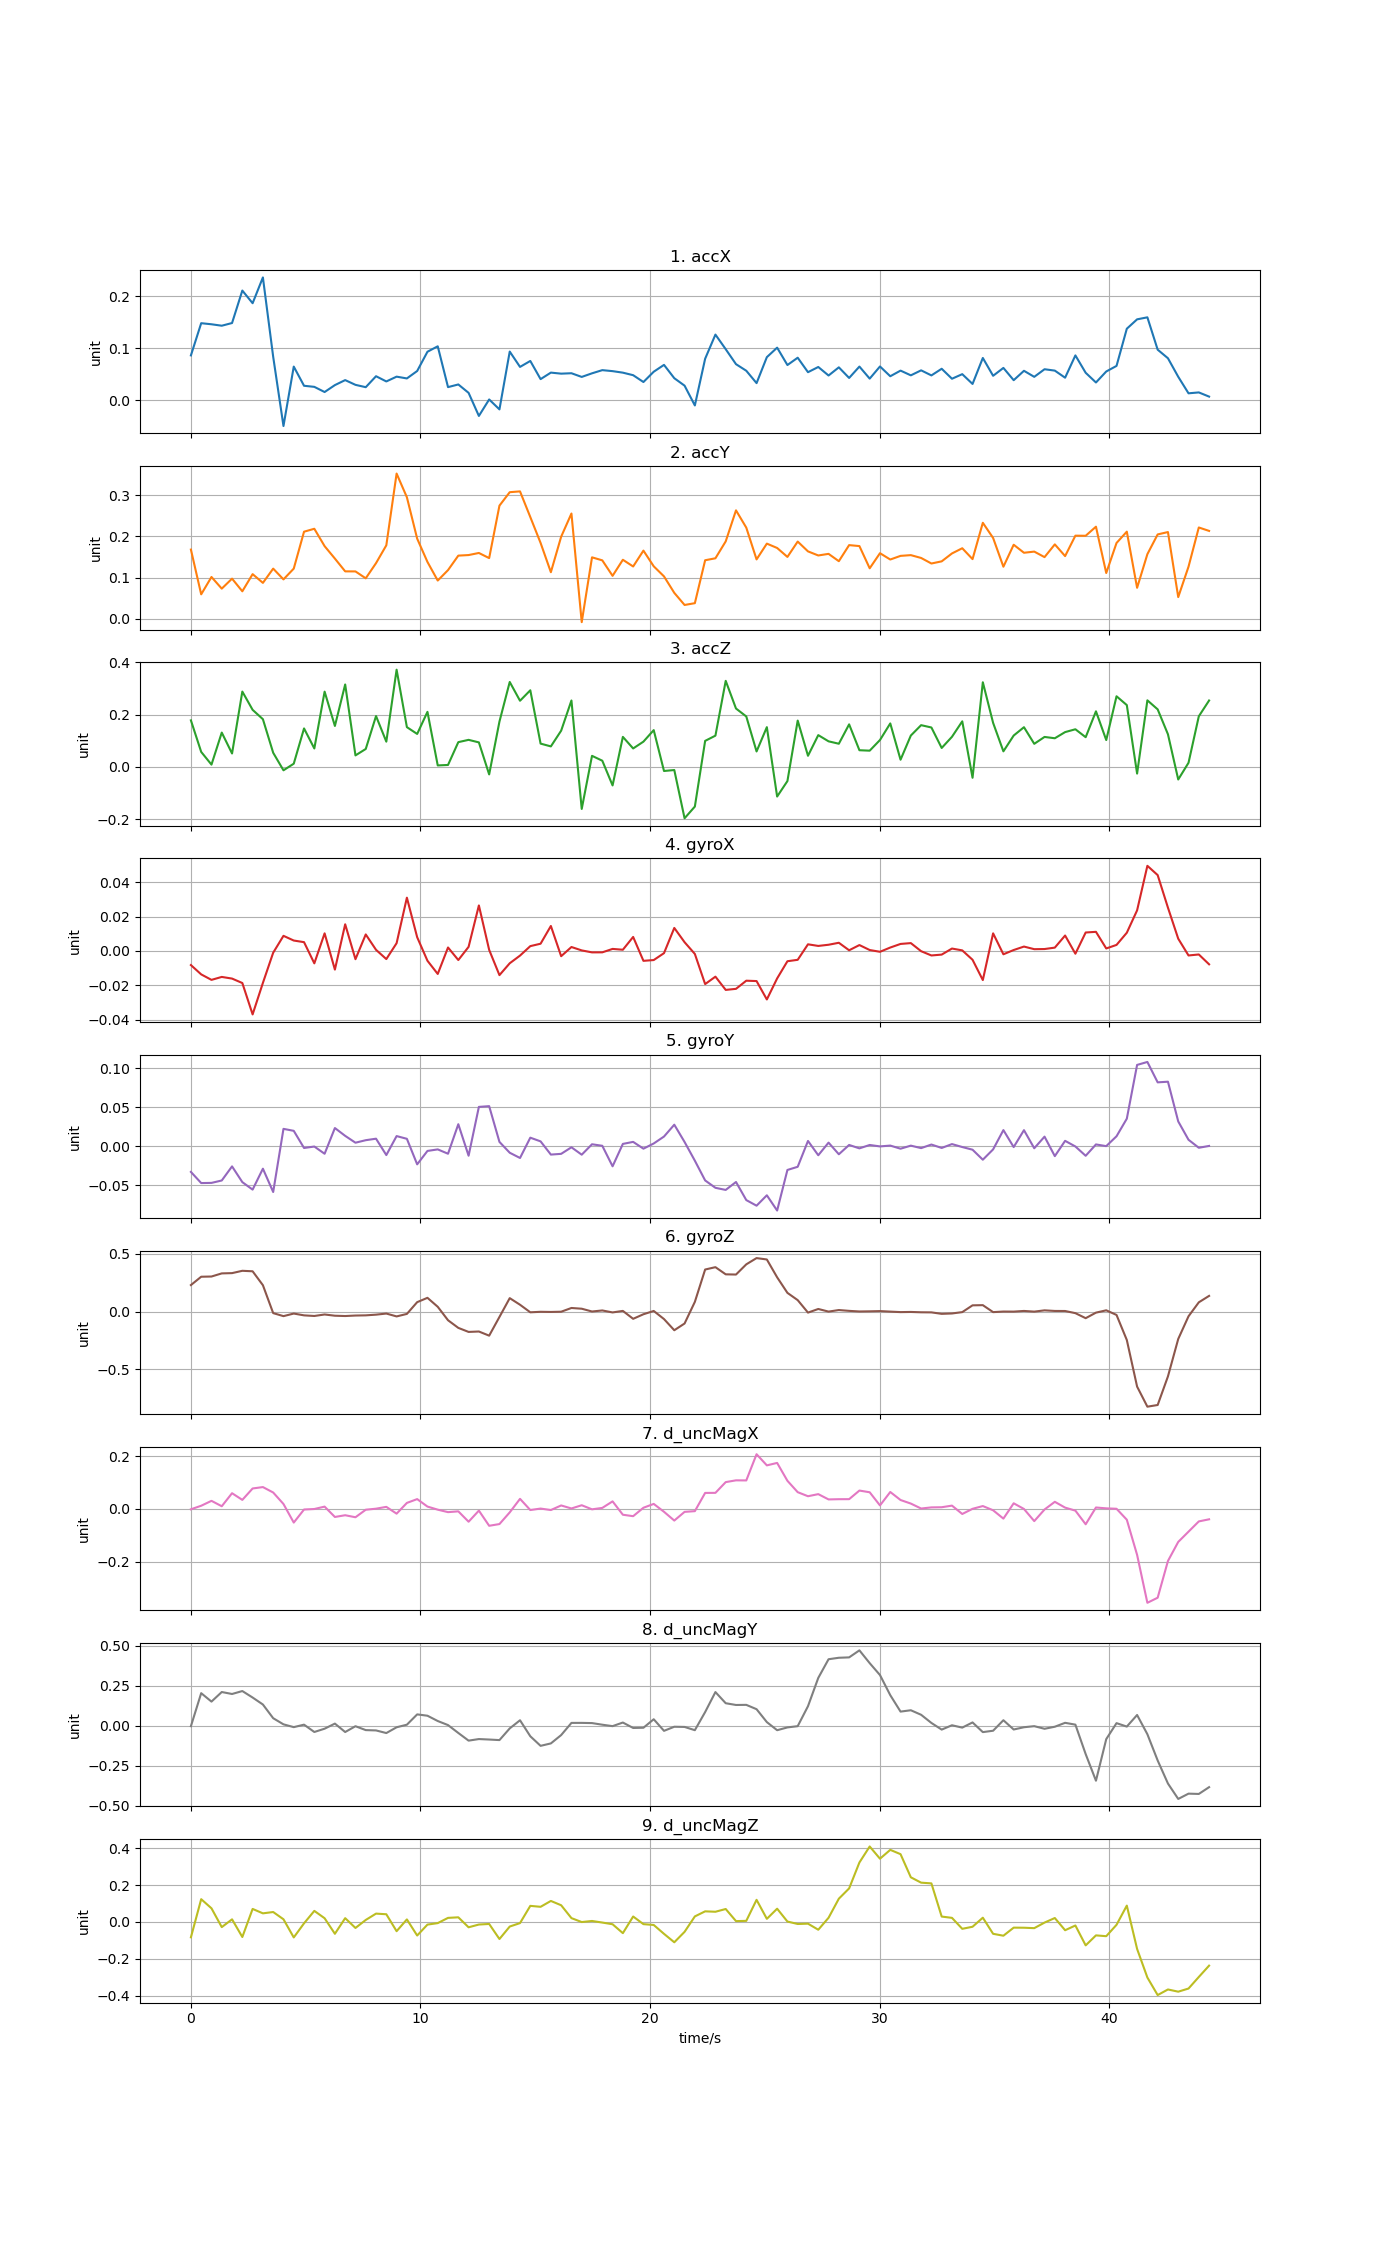 1. accX
unit
0.2
0.1
0.0
2. accY
unit
0.3
0.2
0.1
0.0
3. accZ
unit
0.4
0.2
0.0
−0.2
4. gyroX
unit
0.04
0.02
0.00
−0.02
−0.04
5. gyroY
unit
0.10
0.05
0.00
−0.05
6. gyroZ
unit
0.5
0.0
−0.5
7. d_uncMagX
unit
0.2
0.0
−0.2
8. d_uncMagY
unit
0.50
0.25
0.00
−0.25
−0.50
9. d_uncMagZ
unit
0.4
0.2
0.0
−0.2
−0.4
0 10 20 30 40
time/s